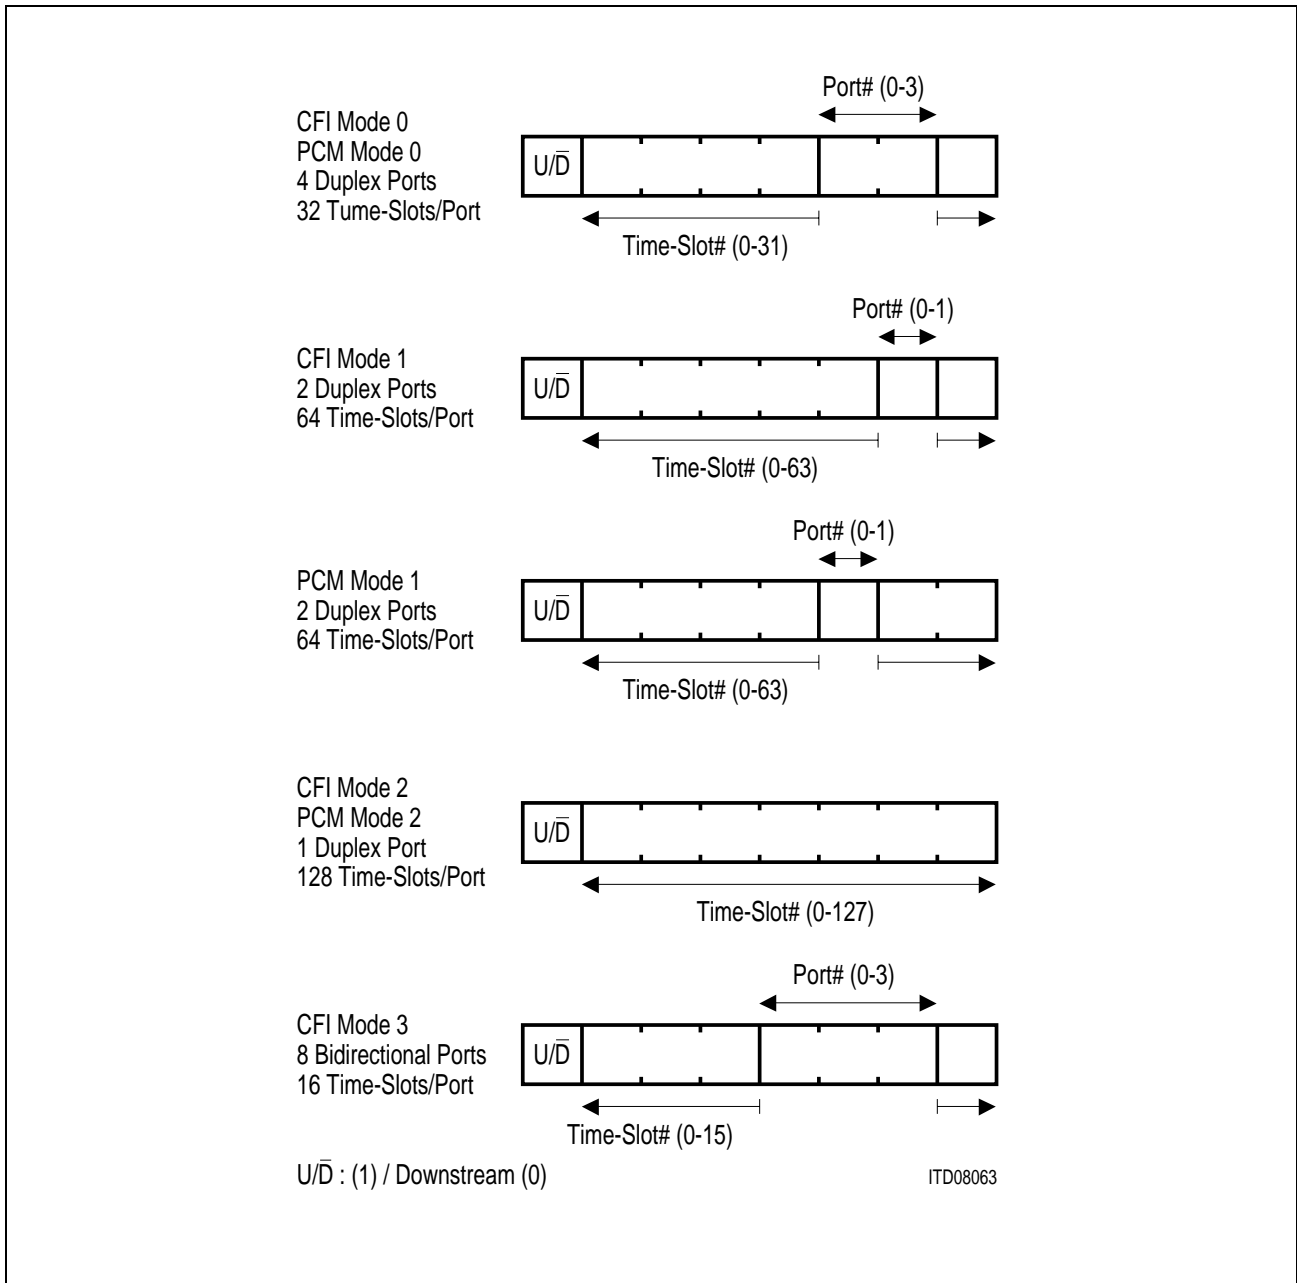 Port# (0-3)
CFI Mode 0
PCM Mode 0
4 Duplex Ports
32 Tume-Slots/Port
U/D̅
Time-Slot# (0-31)
Port# (0-1)
CFI Mode 1
2 Duplex Ports
64 Time-Slots/Port
U/D̅
Time-Slot# (0-63)
Port# (0-1)
PCM Mode 1
2 Duplex Ports
64 Time-Slots/Port
U/D̅
Time-Slot# (0-63)
CFI Mode 2
PCM Mode 2
1 Duplex Port
128 Time-Slots/Port
U/D̅
Time-Slot# (0-127)
Port# (0-3)
CFI Mode 3
8 Bidirectional Ports
16 Time-Slots/Port
U/D̅
Time-Slot# (0-15)
U/D̅ : (1) / Downstream (0)
ITD08063